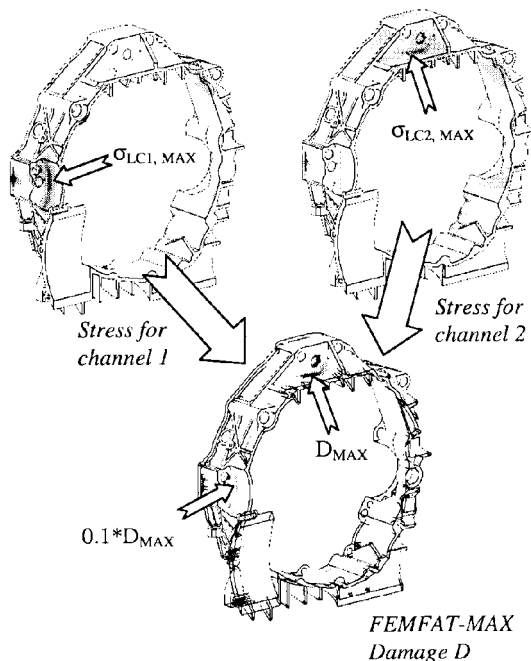 σLC1, MAX
σLC2, MAX
Stress for
channel 1
Stress for
channel 2
DMAX
0.1*DMAX
FEMFAT-MAX
Damage D